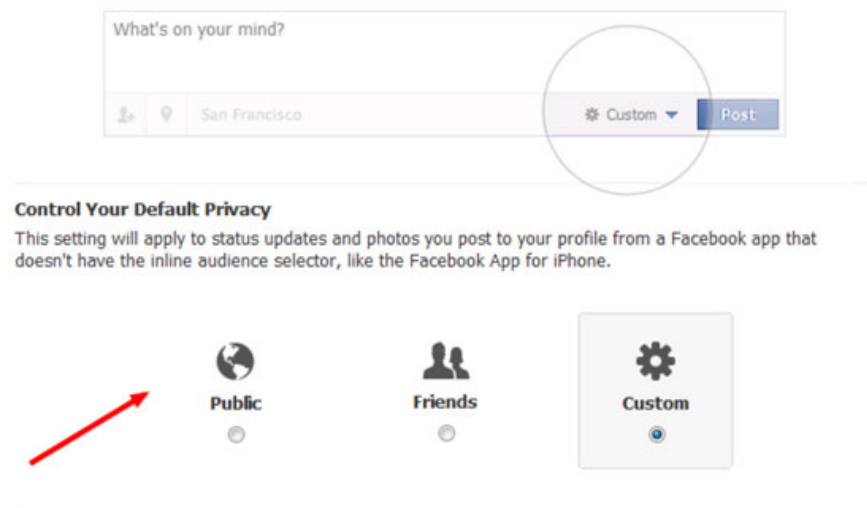 What's on your mind?
San Francisco
Custom
Post
Control Your Default Privacy
This setting will apply to status updates and photos you post to your profile from a Facebook app that
doesn't have the inline audience selector, like the Facebook App for iPhone.
Public
Friends
Custom